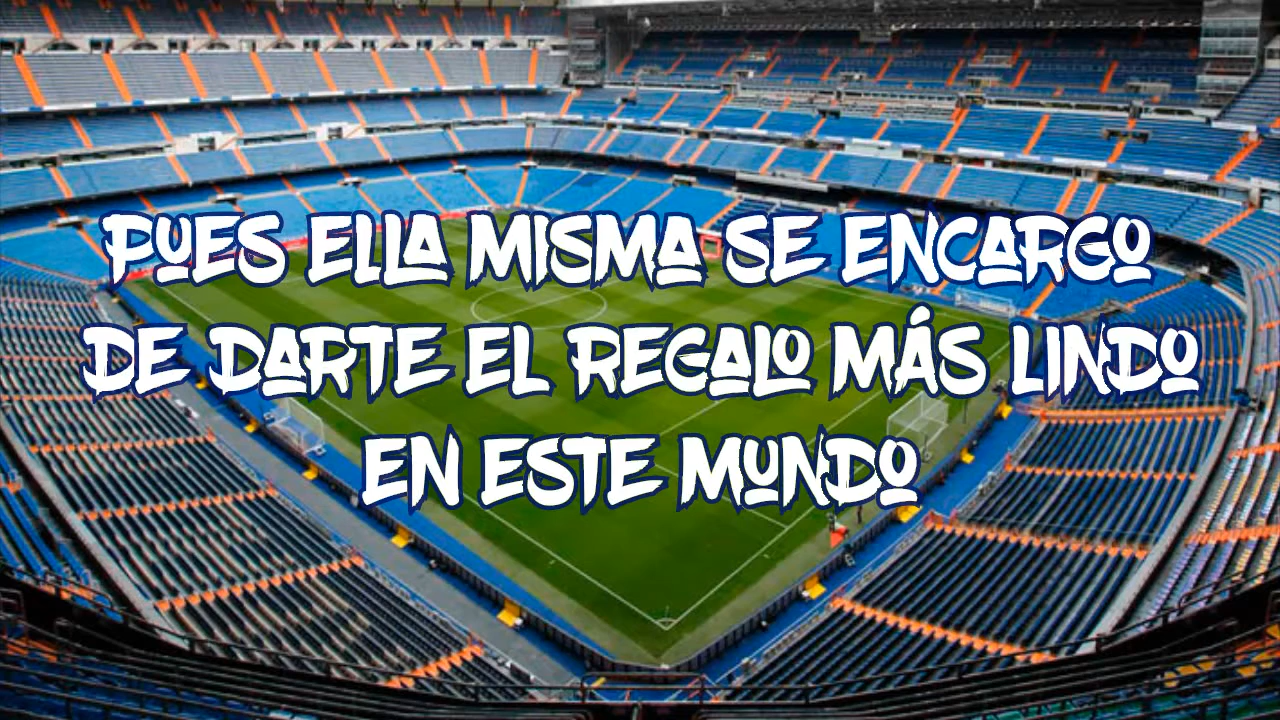 PUES ELLA MISMA SE ENCARGO
DE DARTE EL REGALO MÁS LINDO
EN ESTE MUNDO